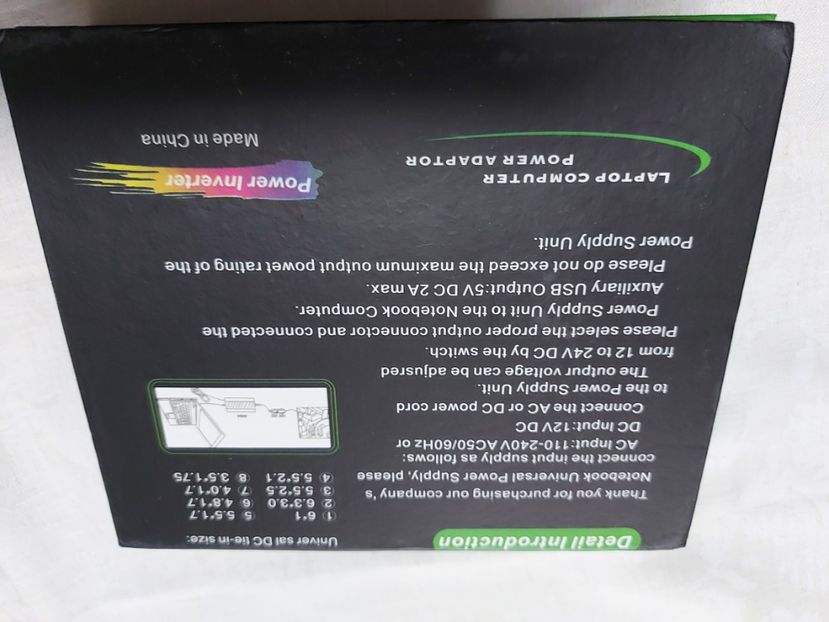 Detail Introduction
Thank you for purchasing our company's
Notebook Universal Power Supply, please
connect the input supply as follows:
AC Input:110-240V AC50/60Hz or
DC Input:12V DC
Connect the AC or DC power cord
to the Power Supply Unit.
The ourpur voltage can be adjusred
from 12 to 24V DC by the switch.
Please select the proper output connector and connected the
Power Supply Unit to the Notebook Computer.
Auxiliary USB Output:5V DC 2A max.
Please do not exceed the maximum output powet rating of the
Power Supply Unit.
Univer sal DC tie-in size:
① 6*1 ⑤ 5.5*1.7
② 6.3*3.0 ⑥ 4.8*1.7
③ 5.5*2.5 ⑦ 4.0*1.7
④ 5.5*2.1 ⑧ 3.5*1.75
LAPTOP COMPUTER
POWER ADAPTOR
Power Inverter
Made in China